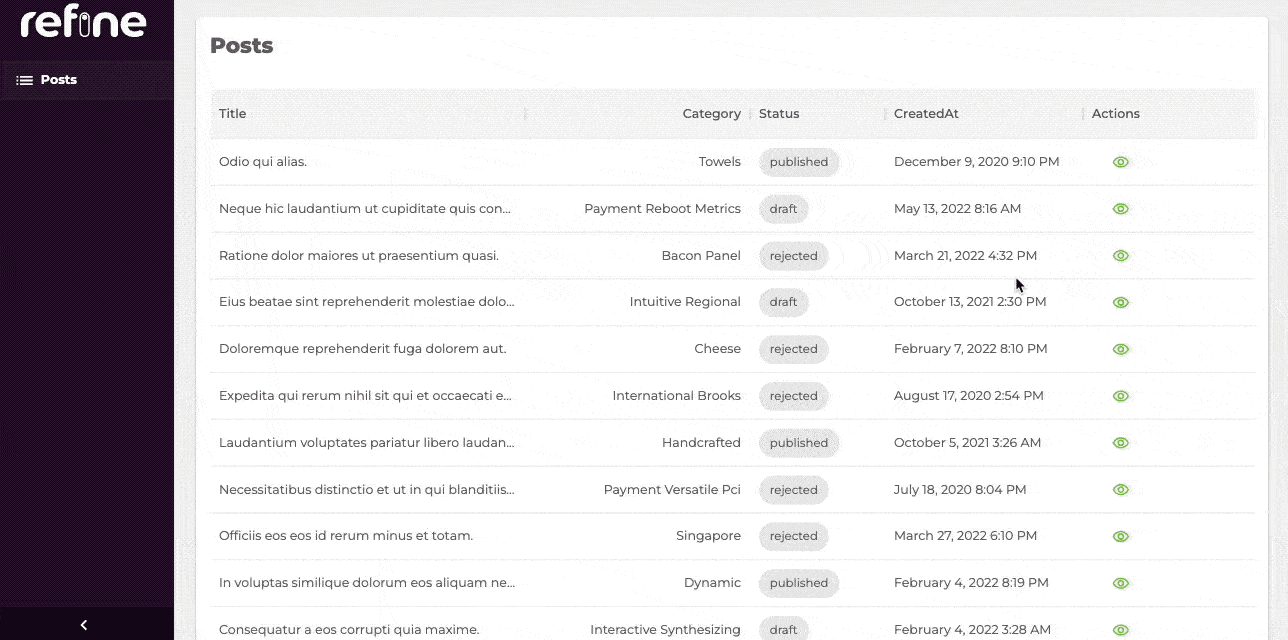 refine
Posts
Posts
Title Category Status CreatedAt Actions
Odio qui alias. Towels published December 9, 2020 9:10 PM
Neque hic laudantium ut cupiditate quis con... Payment Reboot Metrics draft May 13, 2022 8:16 AM
Ratione dolor maiores ut praesentium quasi. Bacon Panel rejected March 21, 2022 4:32 PM
Eius beatae sint reprehenderit molestiae dolo... Intuitive Regional draft October 13, 2021 2:30 PM
Doloremque reprehenderit fuga dolorem aut. Cheese rejected February 7, 2022 8:10 PM
Expedita qui rerum nihil sit qui et occaecati e... International Brooks rejected August 17, 2020 2:54 PM
Laudantium voluptates pariatur libero laudan... Handcrafted published October 5, 2021 3:26 AM
Necessitatibus distinctio et ut in qui blanditiis... Payment Versatile Pci rejected July 18, 2020 8:04 PM
Officiis eos eos id rerum minus et totam. Singapore rejected March 27, 2022 6:10 PM
In voluptas similique dolorum eos aliquam ne... Dynamic published February 4, 2022 8:19 PM
Consequatur a eos corrupti quia maxime. Interactive Synthesizing draft February 4, 2022 3:28 AM